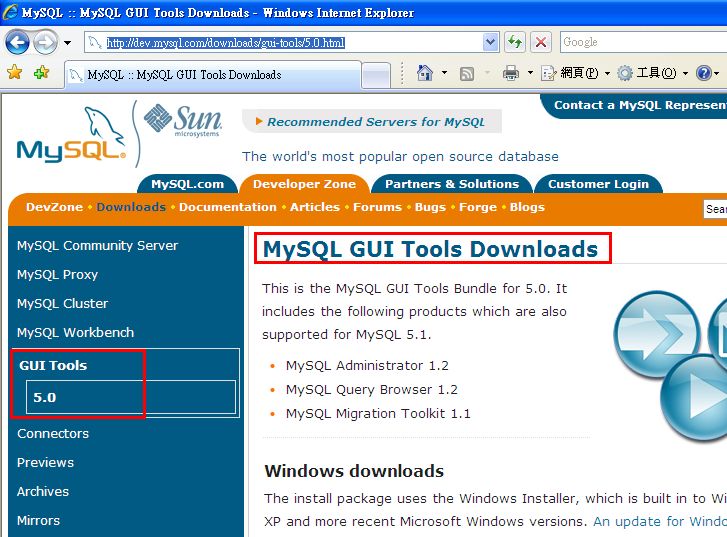 MySQL :: MySQL GUI Tools Downloads - Windows Internet Explorer
http://dev.mysql.com/downloads/gui-tools/5.0.html
Google
MySQL :: MySQL GUI Tools Downloads
網頁(P)
工具(O)
MySQL
Sun
microsystems
Recommended Servers for MySQL
Contact a MySQL Represen
The world's most popular open source database
MySQL.com
Developer Zone
Partners & Solutions
Customer Login
DevZone
Downloads
Documentation
Articles
Forums
Bugs
Forge
Blogs
Sear
MySQL Community Server
MySQL Proxy
MySQL Cluster
MySQL Workbench
GUI Tools
5.0
Connectors
Previews
Archives
Mirrors
MySQL GUI Tools Downloads
This is the MySQL GUI Tools Bundle for 5.0. It
includes the following products which are also
supported for MySQL 5.1.
MySQL Administrator 1.2
MySQL Query Browser 1.2
MySQL Migration Toolkit 1.1
Windows downloads
The install package uses the Windows Installer, which is built in to Wi
XP and more recent Microsoft Windows versions. An update for Windo